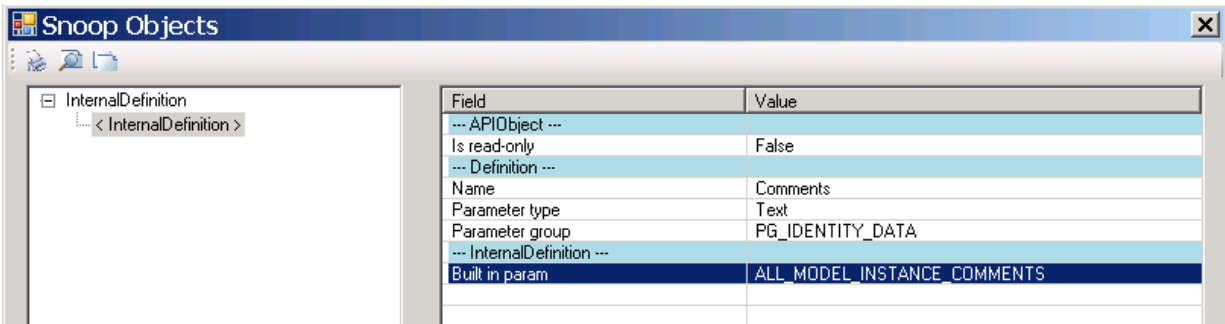 Snoop Objects
InternalDefinition
< InternalDefinition >
Field Value
--- APIObject ---
Is read-only False
--- Definition ---
Name Comments
Parameter type Text
Parameter group PG_IDENTITY_DATA
--- InternalDefinition ---
Built in param ALL_MODEL_INSTANCE_COMMENTS